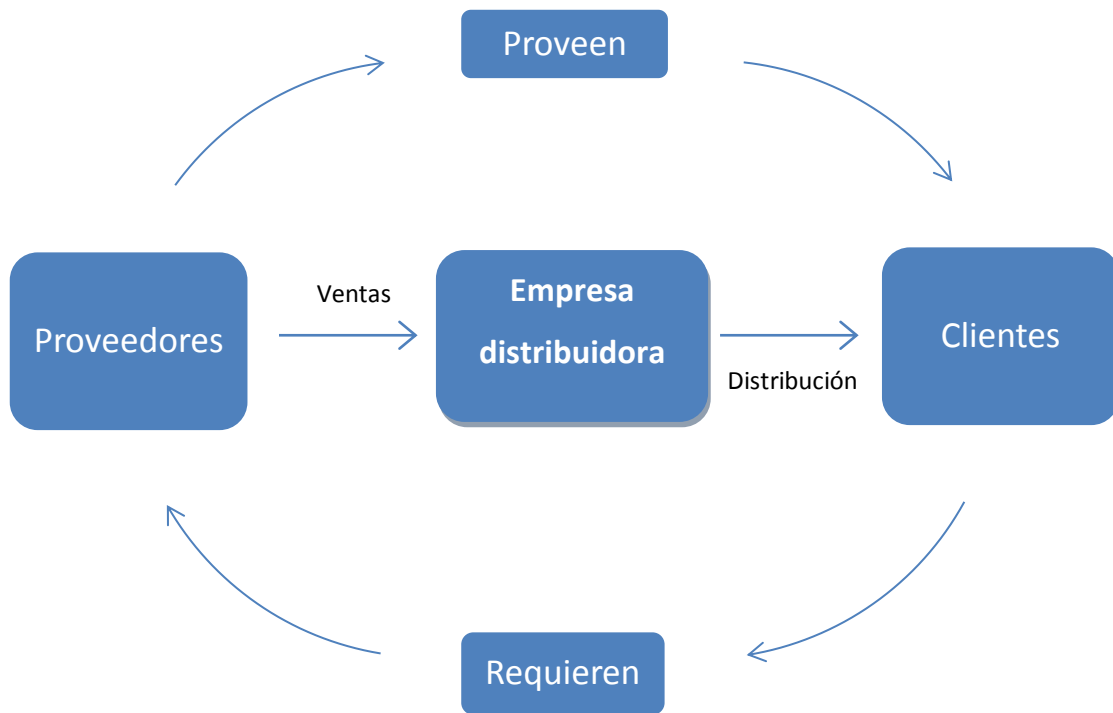 Proveen
Proveedores
Ventas
Empresa
distribuidora
Distribución
Clientes
Requieren